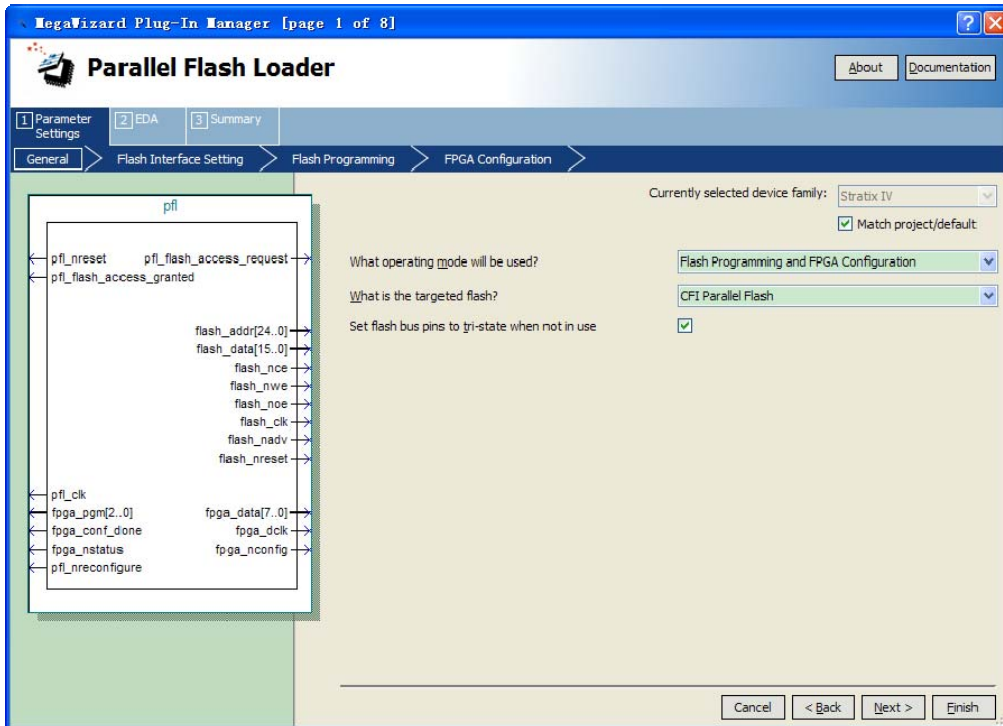 MegaWizard Plug-In Manager [page 1 of 8]
Parallel Flash Loader
About
Documentation
1 Parameter Settings
2 EDA
3 Summary
General
Flash Interface Setting
Flash Programming
FPGA Configuration
Currently selected device family:
Stratix IV
Match project/default
pfl
pfl_nreset
pfl_flash_access_request
pfl_flash_access_granted
flash_addr[24..0]
flash_data[15..0]
flash_nce
flash_nwe
flash_noe
flash_clk
flash_nadv
flash_nreset
pfl_clk
fpga_pgm[2..0]
fpga_data[7..0]
fpga_conf_done
fpga_dclk
fpga_nstatus
fpga_nconfig
pfl_nreconfigure
What operating mode will be used?
Flash Programming and FPGA Configuration
What is the targeted flash?
CFI Parallel Flash
Set flash bus pins to tri-state when not in use
Cancel
< Back
Next >
Finish